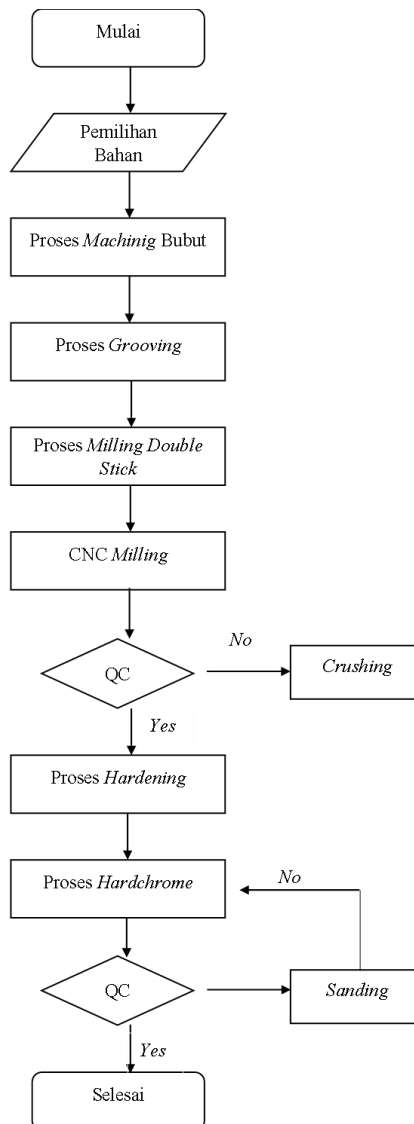 Mulai
Pemilihan
Bahan
Proses Machinig Bubut
Proses Grooving
Proses Milling Double
Stick
CNC Milling
QC
No
Crushing
Yes
Proses Hardening
Proses Hardchrome
No
QC
Sanding
Yes
Selesai